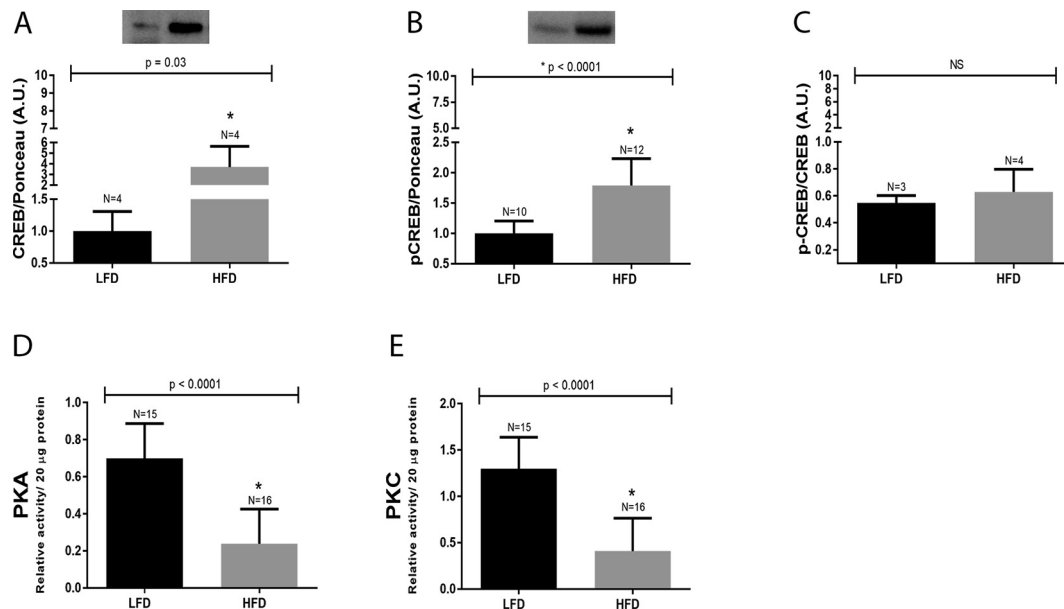 A
p = 0.03
CREB/Ponceau (A.U.)
10
9
8
7
6
5
4
3
2
1.5
1.0
0.5
N=4
*
N=4
LFD
HFD
B
* p < 0.0001
pCREB/Ponceau (A.U.)
10.0
7.5
5.0
2.5
2.0
1.5
1.0
0.5
N=10
*
N=12
LFD
HFD
C
NS
p-CREB/CREB (A.U.)
10
8
6
4
2
0.8
0.6
0.4
0.2
N=3
N=4
LFD
HFD
D
p < 0.0001
PKA
Relative activity/ 20 µg protein
1.0
0.8
0.6
0.4
0.2
0.0
N=15
*
N=16
LFD
HFD
E
p < 0.0001
PKC
Relative activity/ 20 µg protein
2.0
1.5
1.0
0.5
0.0
N=15
*
N=16
LFD
HFD